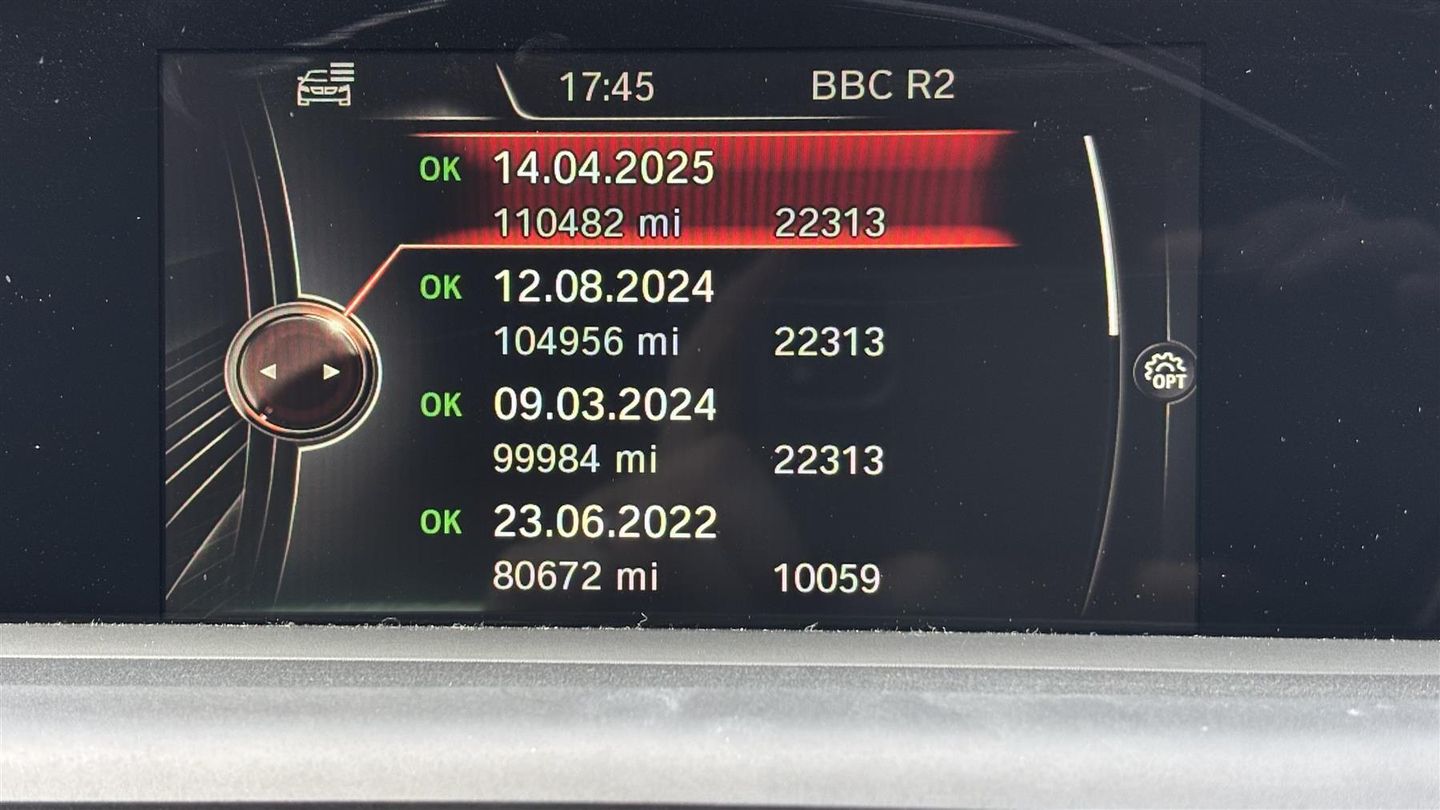 17:45 BBC R2
OK 14.04.2025
110482 mi 22313
OK 12.08.2024
104956 mi 22313
OK 09.03.2024
99984 mi 22313
OPT
OK 23.06.2022
80672 mi 10059